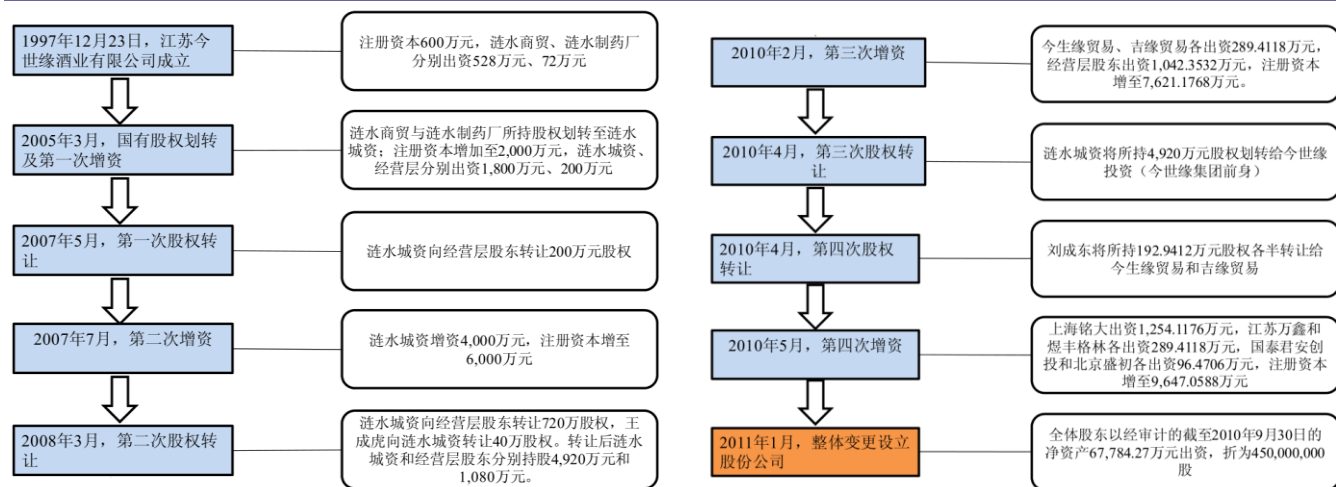 1997年12月23日，江苏今
世缘酒业有限公司成立
注册资本600万元，涟水商贸、涟水制药厂
分别出资528万元、72万元
2005年3月，国有股权划转
及第一次增资
涟水商贸与涟水制药厂所持股权划转至涟水
城资；注册资本增加至2,000万元，涟水城资、
经营层分别出资1,800万元、200万元
2007年5月，第一次股权转
让
涟水城资向经营层股东转让200万元股权
2007年7月，第二次增资
涟水城资增资4,000万元，注册资本增至
6,000万元
2008年3月，第二次股权转
让
涟水城资向经营层股东转让720万股权，王
成虎向涟水城资转让40万股权。转让后涟水
城资和经营层股东分别持股4,920万元和
1,080万元。
2010年2月，第三次增资
今生缘贸易、吉缘贸易各出资289.4118万元，
经营层股东出资1,042.3532万元，注册资本
增至7,621.1768万元。
2010年4月，第三次股权转
让
涟水城资将所持4,920万元股权划转给今世缘
投资（今世缘集团前身）
2010年4月，第四次股权
转让
刘成东将所持192.9412万元股权各半转让给
今生缘贸易和吉缘贸易
2010年5月，第四次增资
上海铭大出资1,254.1176万元，江苏万鑫和
煜丰格林各出资289.4118万元，国泰君安创
投和北京盛初各出资96.4706万元，注册资本
增至9,647.0588万元
2011年1月，整体变更设立
股份公司
全体股东以经审计的截至2010年9月30日的
净资产67,784.27万元出资，折为450,000,000
股